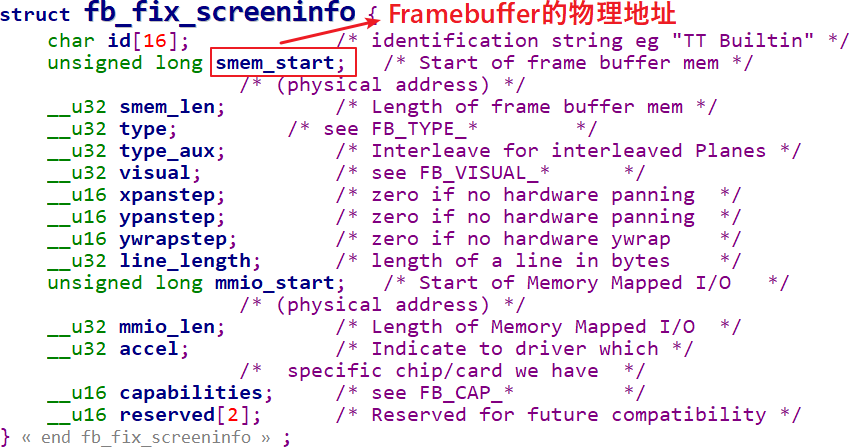 struct fb_fix_screeninfo { Framebuffer的物理地址
char id[16]; /* identification string eg "TT Builtin" */
unsigned long smem_start; /* Start of frame buffer mem */
/* (physical address) */
__u32 smem_len; /* Length of frame buffer mem */
__u32 type; /* see FB_TYPE_* */
__u32 type_aux; /* Interleave for interleaved Planes */
__u32 visual; /* see FB_VISUAL_* */
__u16 xpanstep; /* zero if no hardware panning */
__u16 ypanstep; /* zero if no hardware panning */
__u16 ywrapstep; /* zero if no hardware ywrap */
__u32 line_length; /* length of a line in bytes */
unsigned long mmio_start; /* Start of Memory Mapped I/O */
/* (physical address) */
__u32 mmio_len; /* Length of Memory Mapped I/O */
__u32 accel; /* Indicate to driver which */
/* specific chip/card we have */
__u16 capabilities; /* see FB_CAP_* */
__u16 reserved[2]; /* Reserved for future compatibility */
} « end fb_fix_screeninfo » ;